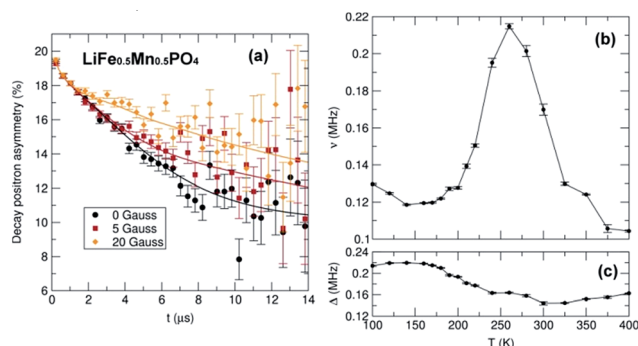 LiFe0.5Mn0.5PO4 (a)
Decay positron asymmetry (%)
20
18
16
14
12
10
8
6
0 Gauss
5 Gauss
20 Gauss
0 2 4 6 8 10 12 14
t (µs)
(b)
ν (MHz)
0.22
0.2
0.18
0.16
0.14
0.12
0.1
(c)
Δ (MHz)
0.24
0.2
0.16
0.12
100 150 200 250 300 350 400
T (K)